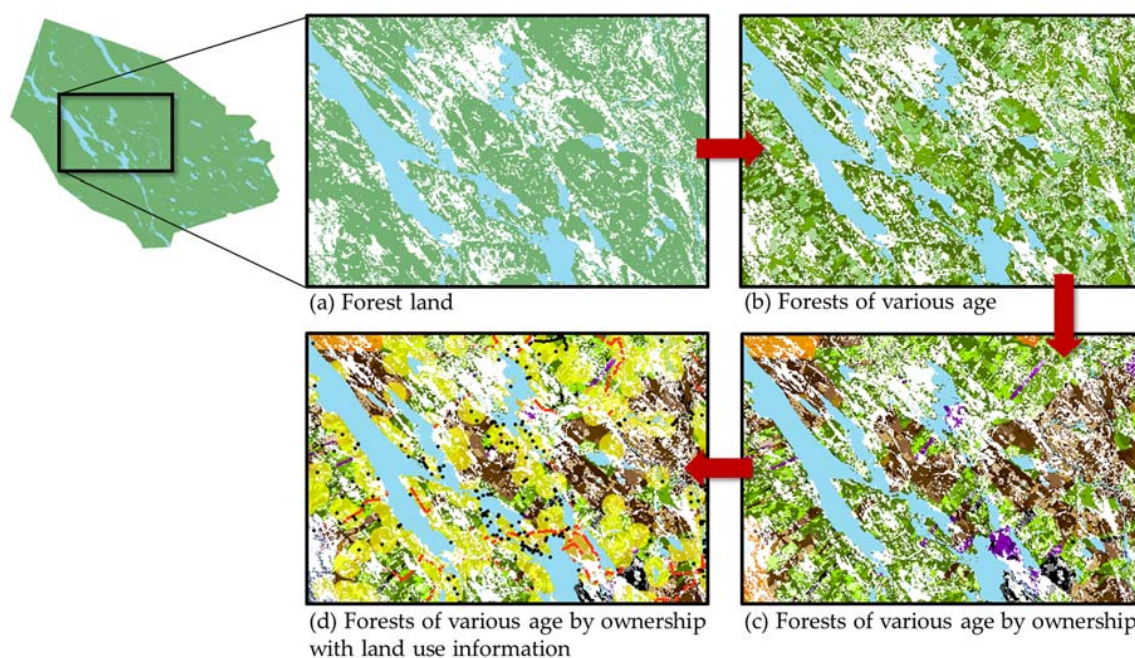 (a) Forest land
(b) Forests of various age
(d) Forests of various age by ownership
with land use information
(c) Forests of various age by ownership